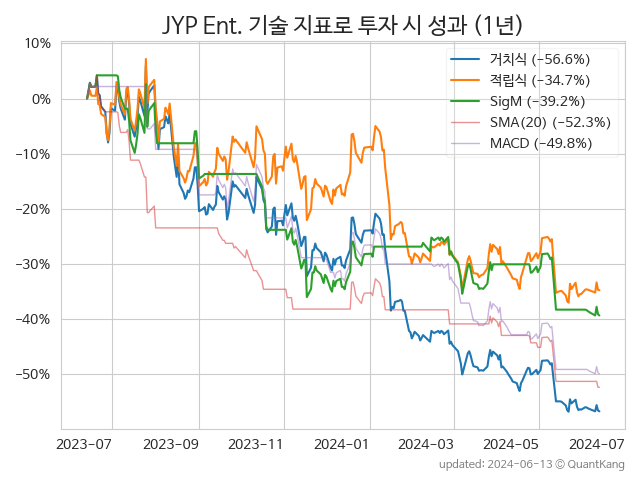 JYP Ent. 기술 지표로 투자 시 성과 (1년)
거치식 (−56.6%)
적립식 (−34.7%)
SigM (−39.2%)
SMA(20) (−52.3%)
MACD (−49.8%)
10%
0%
−10%
−20%
−30%
−40%
−50%
2023-07 2023-09 2023-11 2024-01 2024-03 2024-05 2024-07
updated: 2024-06-13 © QuantKang